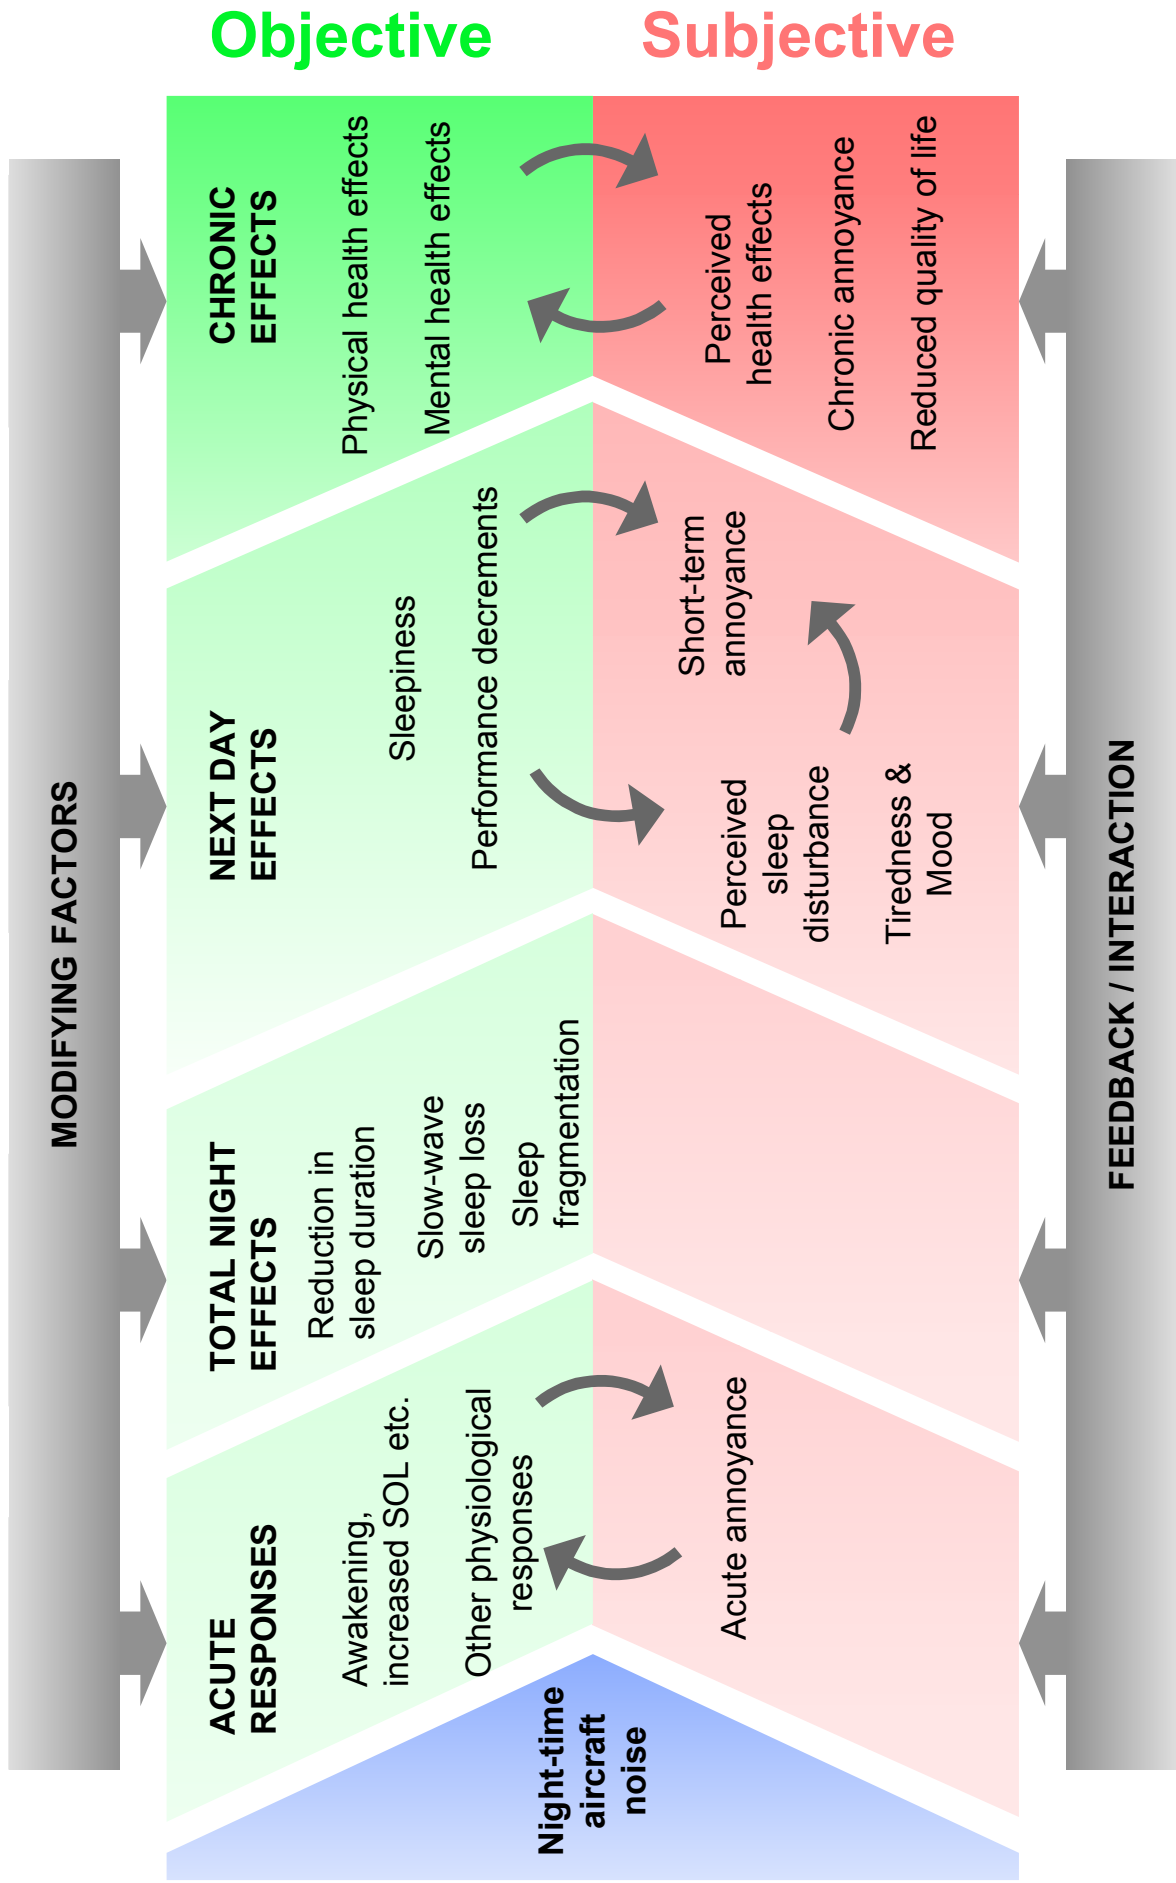 Objective
Subjective
MODIFYING FACTORS
ACUTE
RESPONSES
Awakening,
increased SOL etc.
Other physiological
responses
TOTAL NIGHT
EFFECTS
Reduction in
sleep duration
Slow-wave
sleep loss
Sleep
fragmentation
NEXT DAY
EFFECTS
Sleepiness
Performance decrements
CHRONIC
EFFECTS
Physical health effects
Mental health effects
Night-time
aircraft
noise
Acute annoyance
Perceived
sleep
disturbance
Tiredness &
Mood
Short-term
annoyance
Perceived
health effects
Chronic annoyance
Reduced quality of life
FEEDBACK / INTERACTION